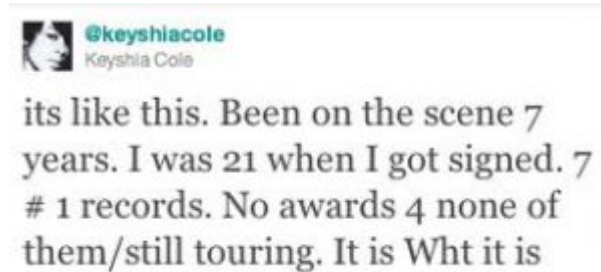 @keyshiacole
Keyshia Cole
its like this. Been on the scene 7
years. I was 21 when I got signed. 7
# 1 records. No awards 4 none of
them/still touring. It is Wht it is